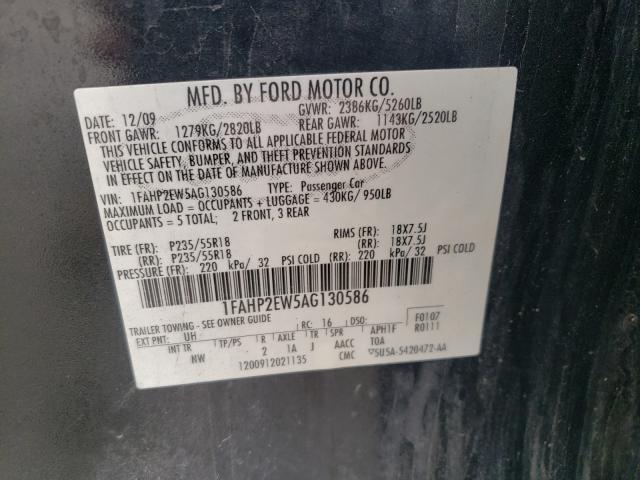 MFD. BY FORD MOTOR CO.
DATE: 12/09 GVWR: 2386KG/5260LB
FRONT GAWR: 1279KG/2820LB REAR GAWR: 1143KG/2520LB
THIS VEHICLE CONFORMS TO ALL APPLICABLE FEDERAL MOTOR
VEHICLE SAFETY, BUMPER, AND THEFT PREVENTION STANDARDS
IN EFFECT ON THE DATE OF MANUFACTURE SHOWN ABOVE.
VIN: 1FAHP2EW5AG130586 TYPE: Passenger Car
MAXIMUM LOAD = OCCUPANTS + LUGGAGE = 430KG/ 950LB
OCCUPANTS = 5 TOTAL; 2 FRONT, 3 REAR
TIRE (FR): P235/55R18 RIMS (FR): 18X7.5J
(RR): P235/55R18 (RR): 18X7.5J
PRESSURE (FR): 220 kPa/ 32 PSI COLD (RR): 220 kPa/ 32 PSI COLD
1FAHP2EW5AG130586
TRAILER TOWING - SEE OWNER GUIDE RC: 16 DSO: F0107
EXT PNT: UH R0111
INT TR TP/PS R AXLE TR SPR APH1F
NW 2 1A J AACC TOA
1200912021135 CMC 5U5A-5420472-AA